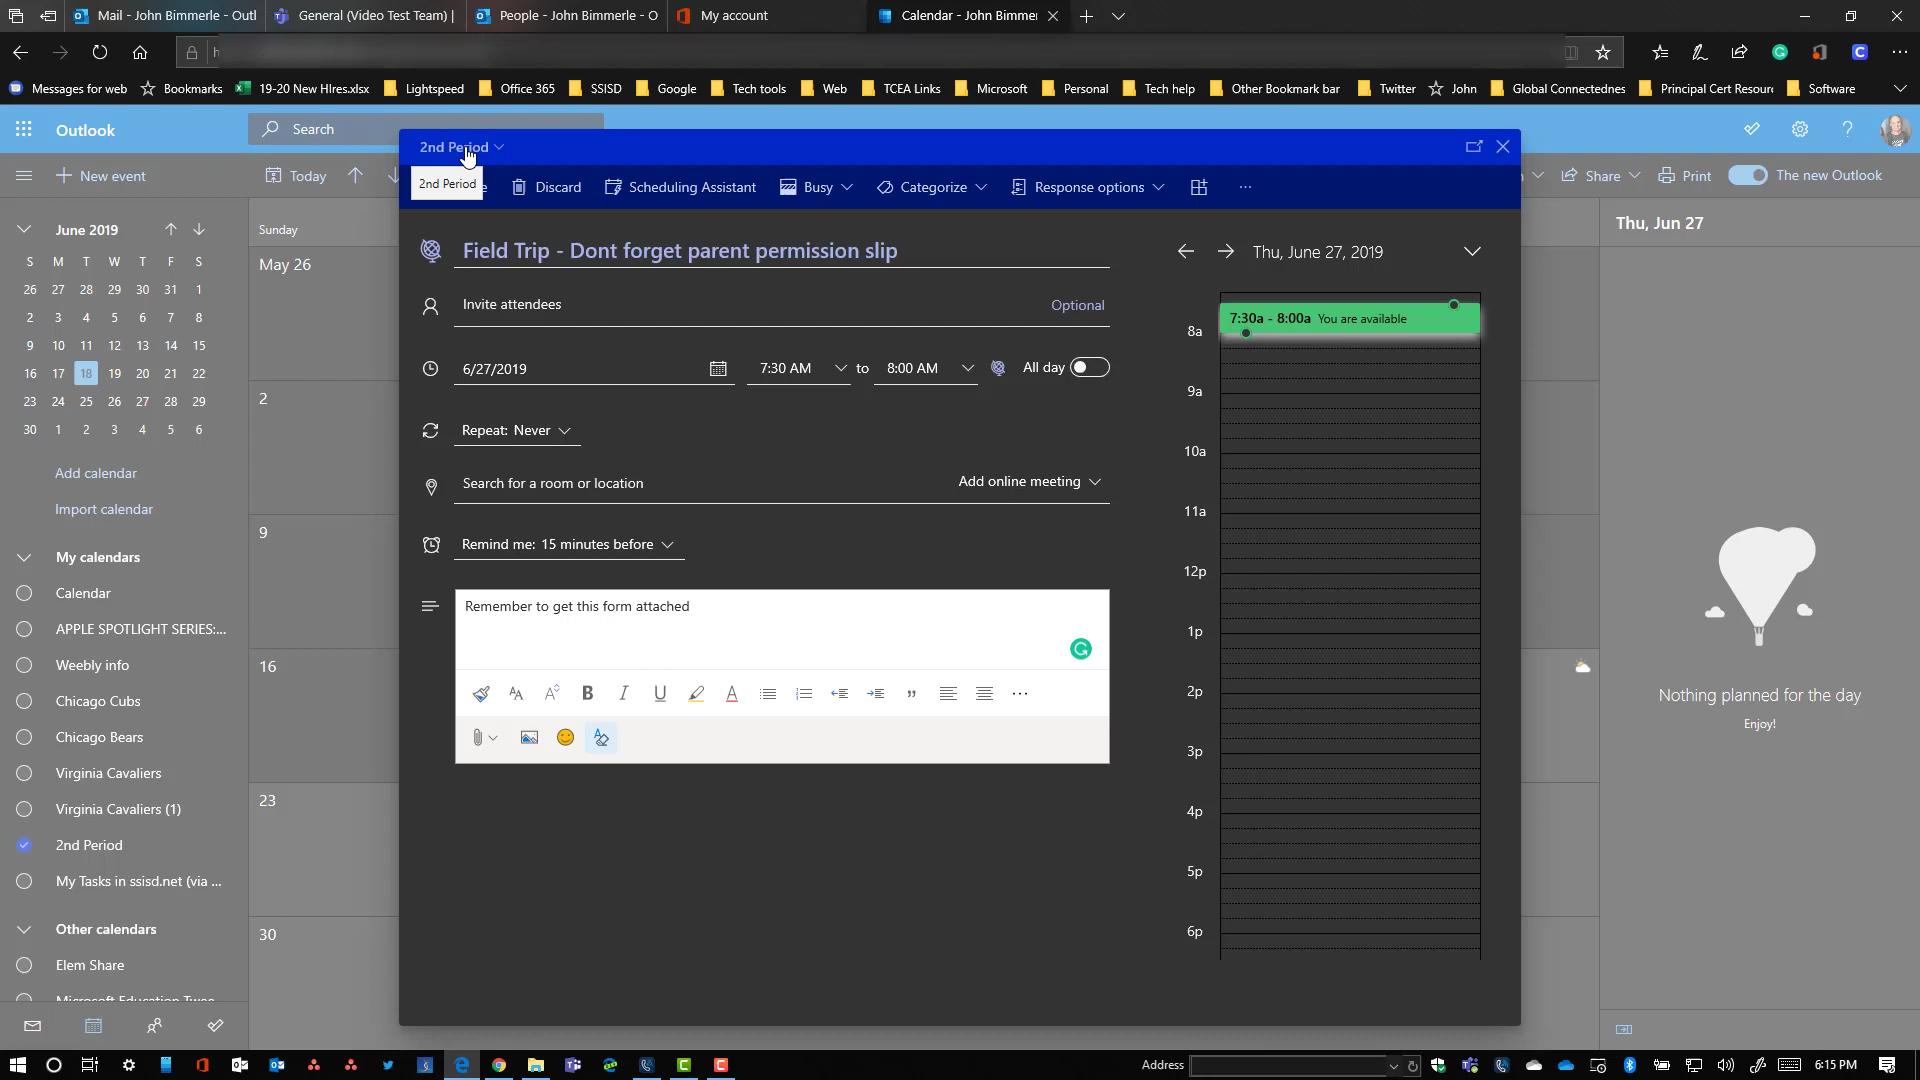 Mail - John Bimmerle - Outl
General (Video Test Team) |
People - John Bimmerle - O
My account
Calendar - John Bimmer
Messages for web
Bookmarks
19-20 New HIres.xlsx
Lightspeed
Office 365
SSISD
Google
Tech tools
Web
TCEA Links
Microsoft
Personal
Tech help
Other Bookmark bar
Twitter
John
Global Connectednes
Principal Cert Resourc
Software
Outlook
Search
2nd Period
New event
Today
2nd Period
e
Discard
Scheduling Assistant
Busy
Categorize
Response options
Share
Print
The new Outlook
June 2019
S M T W T F S
26 27 28 29 30 31 1
2 3 4 5 6 7 8
9 10 11 12 13 14 15
16 17 18 19 20 21 22
23 24 25 26 27 28 29
30 1 2 3 4 5 6
Add calendar
Import calendar
My calendars
Calendar
APPLE SPOTLIGHT SERIES:...
Weebly info
Chicago Cubs
Chicago Bears
Virginia Cavaliers
Virginia Cavaliers (1)
2nd Period
My Tasks in ssisd.net (via ...
Other calendars
Elem Share
Sunday
May 26
2
9
16
23
30
Field Trip - Dont forget parent permission slip
Invite attendees
Optional
6/27/2019
7:30 AM
to
8:00 AM
All day
Repeat: Never
Search for a room or location
Add online meeting
Remind me: 15 minutes before
Remember to get this form attached
Thu, June 27, 2019
7:30a - 8:00a You are available
8a
9a
10a
11a
12p
1p
2p
3p
4p
5p
6p
Thu, Jun 27
Nothing planned for the day
Enjoy!
Address
6:15 PM